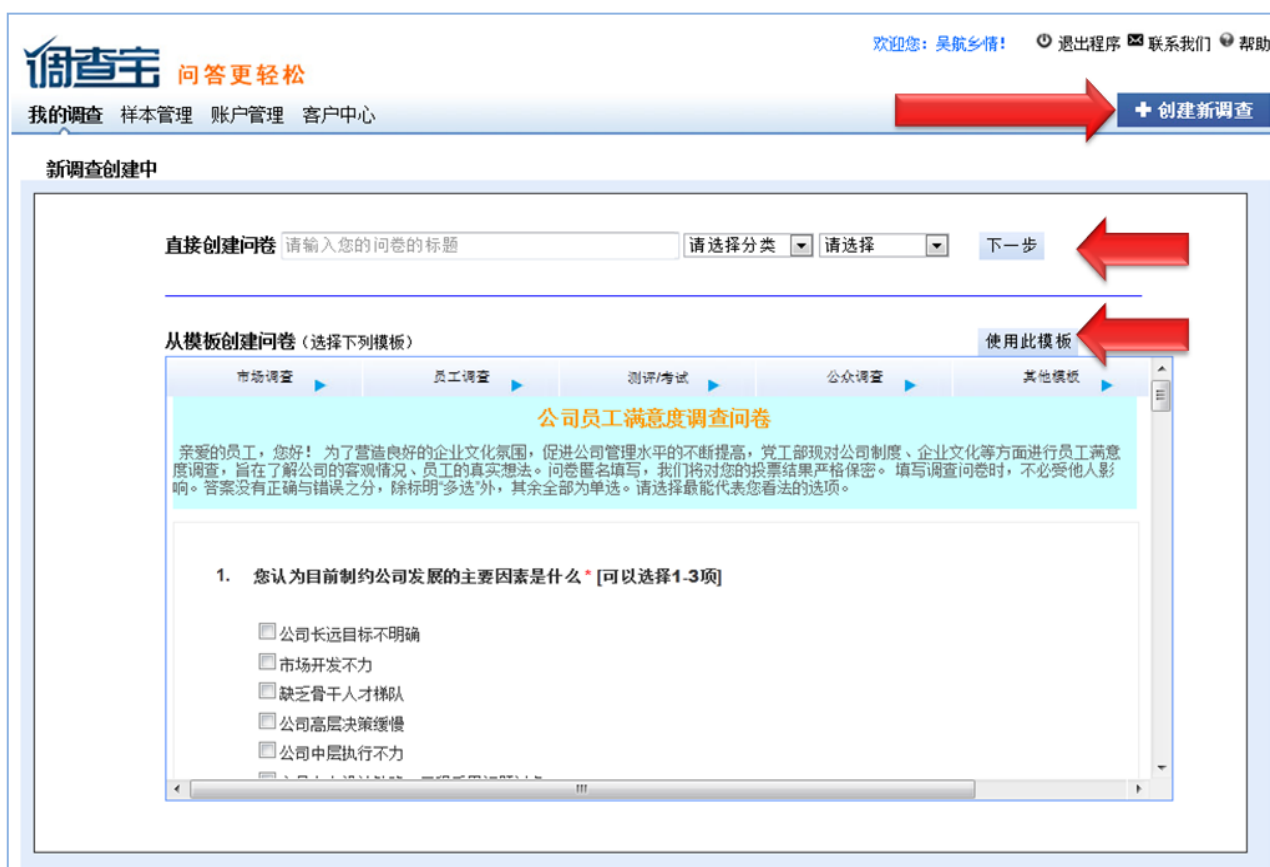 欢迎您：吴航乡情！ 退出程序 联系我们 帮助
调查宝 问答更轻松
我的调查 样本管理 账户管理 客户中心
创建新调查
新调查创建中
直接创建问卷 请输入您的问卷的标题 请选择分类 请选择 下一步
从模板创建问卷（选择下列模板） 使用此模板
市场调查 员工调查 测评/考试 公众调查 其他模板
公司员工满意度调查问卷
亲爱的员工，您好！ 为了营造良好的企业文化氛围，促进公司管理水平的不断提高，党工部现对公司制度、企业文化等方面进行员工满意
度调查，旨在了解公司的客观情况、员工的真实想法。问卷匿名填写，我们将对您的投票结果严格保密。 填写调查问卷时，不必受他人影
响。答案没有正确与错误之分，除标明“多选”外，其余全部为单选。请选择最能代表您看法的选项。
1. 您认为目前制约公司发展的主要因素是什么 * [可以选择1-3项]
公司长远目标不明确
市场开发不力
缺乏骨干人才梯队
公司高层决策缓慢
公司中层执行不力